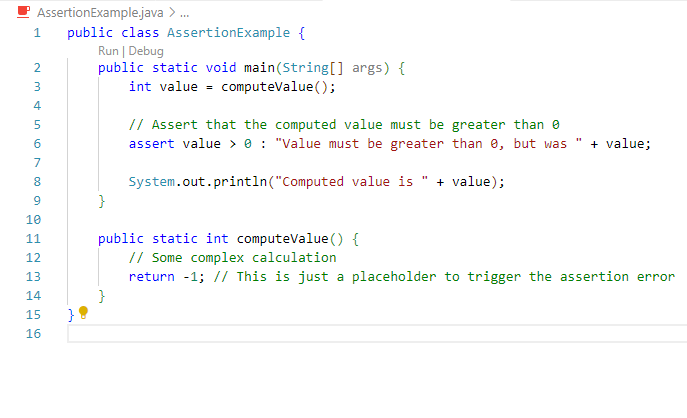 AssertionExample.java > ...
1 public class AssertionExample {
Run | Debug
2 public static void main(String[] args) {
3 int value = computeValue();
4
5 // Assert that the computed value must be greater than 0
6 assert value > 0 : "Value must be greater than 0, but was " + value;
7
8 System.out.println("Computed value is " + value);
9 }
10
11 public static int computeValue() {
12 // Some complex calculation
13 return -1; // This is just a placeholder to trigger the assertion error
14 }
15 }
16